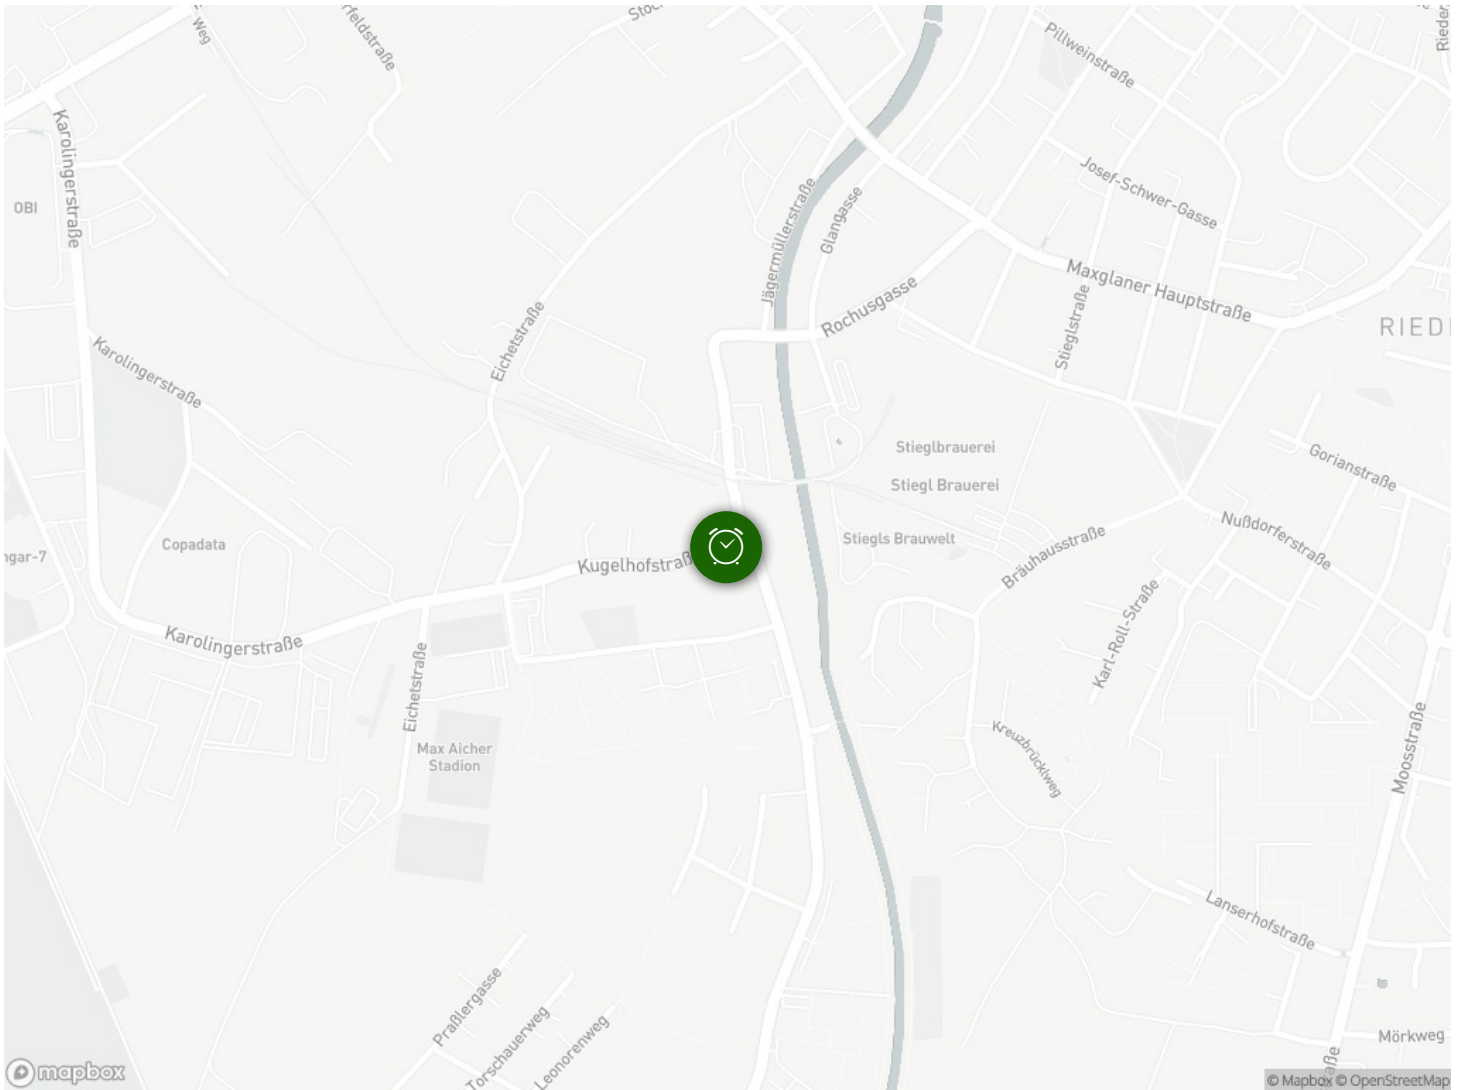 Weg
Pillweinstraße
Karolingerstraße
Josef-Schwer-Gasse
OBI
Jägermüllerstraße
Glangasse
Maxglaner Hauptstraße
Rochusgasse
Stieglstraße
Eichetstraße
Karolingerstraße
Stieglbrauerei
Gorianstraße
Stiegl Brauerei
Nußdorferstraße
Copadata
Stiegls Brauwelt
Bräuhausstraße
Kugelhofstraß
Karl-Roll-Straße
Karolingerstraße
Eichetstraße
Max Aicher
Stadion
Kreuzbrücklweg
Moosstraße
Lanserhofstraße
Praßlergasse
Torschauerweg
Leonorenweg
Mörkweg
mapbox
© Mapbox © OpenStreetMap